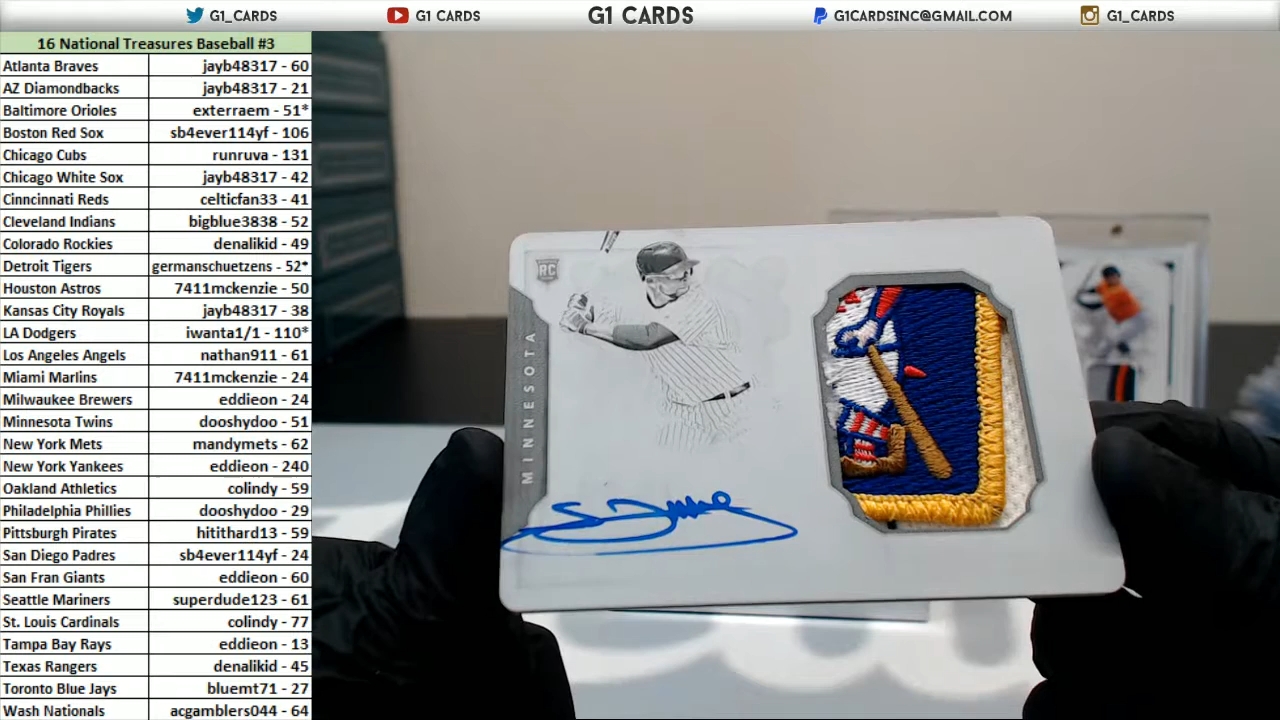 G1_CARDS G1 CARDS G1 CARDS G1CARDSINC@GMAIL.COM G1_CARDS
16 National Treasures Baseball #3
Atlanta Braves jayb48317 - 60
AZ Diamondbacks jayb48317 - 21
Baltimore Orioles exterraem - 51*
Boston Red Sox sb4ever114yf - 106
Chicago Cubs runruva - 131
Chicago White Sox jayb48317 - 42
Cinncinnati Reds celticfan33 - 41
Cleveland Indians bigblue3838 - 52
Colorado Rockies denalikid - 49
Detroit Tigers germanschuetzens - 52*
Houston Astros 7411mckenzie - 50
Kansas City Royals jayb48317 - 38
LA Dodgers iwanta1/1 - 110*
Los Angeles Angels nathan911 - 61
Miami Marlins 7411mckenzie - 24
Milwaukee Brewers eddieon - 24
Minnesota Twins dooshydoo - 51
New York Mets mandymets - 62
New York Yankees eddieon - 240
Oakland Athletics colindy - 59
Philadelphia Phillies dooshydoo - 29
Pittsburgh Pirates hitithard13 - 59
San Diego Padres sb4ever114yf - 24
San Fran Giants eddieon - 60
Seattle Mariners superdude123 - 61
St. Louis Cardinals colindy - 77
Tampa Bay Rays eddieon - 13
Texas Rangers denalikid - 45
Toronto Blue Jays bluemt71 - 27
Wash Nationals acgamblers044 - 64
RC
MINNESOTA